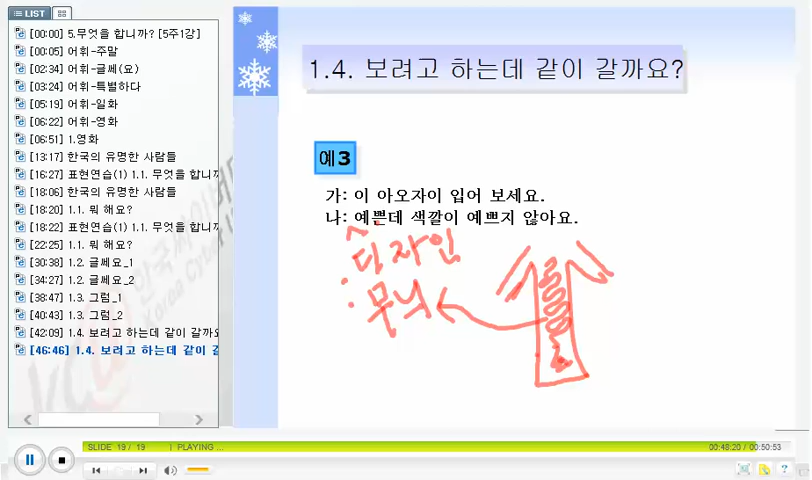 LIST
[00:00] 5.무엇을 합니까? [5주1강]
[00:05] 어휘-주말
[02:34] 어휘-글쎄(요)
[03:24] 어휘-특별하다
[05:19] 어휘-일화
[06:22] 어휘-영화
[06:51] 1.영화
[13:17] 한국의 유명한 사람들
[16:27] 표현연습(1) 1.1. 무엇을 합니
[18:06] 한국의 유명한 사람들
[18:20] 1.1. 뭐 해요?
[18:22] 표현연습(1) 1.1. 무엇을 합니
[22:25] 1.1. 뭐 해요?
[30:38] 1.2. 글쎄요_1
[34:27] 1.2. 글쎄요_2
[38:47] 1.3. 그럼_1
[40:43] 1.3. 그럼_2
[42:09] 1.4. 보려고 하는데 같이 갈까요
[46:46] 1.4. 보려고 하는데 같이 갈
1.4. 보려고 하는데 같이 갈까요?
예3
가: 이 아오자이 입어 보세요.
나: 예쁜데 색깔이 예쁘지 않아요.
디자인
: 무늬
SLIDE 19 / 19 | PLAYING ...
00:48:20 / 00:50:53